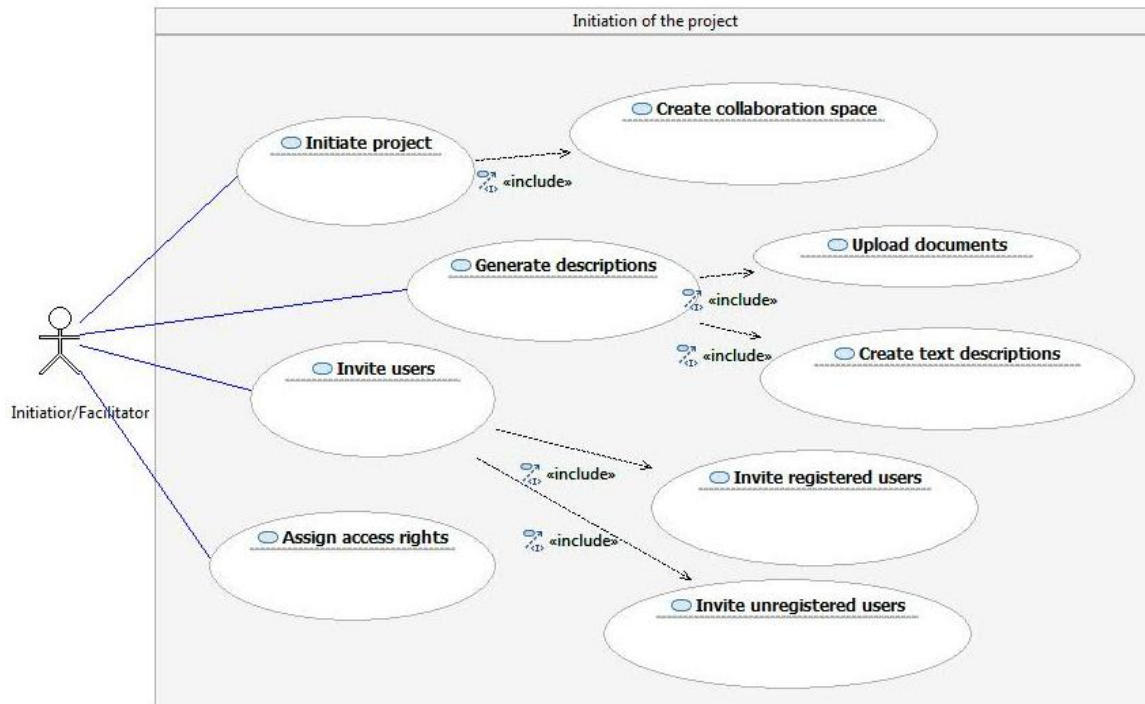 Initiation of the project
Create collaboration space
Initiate project
«include»
Upload documents
Generate descriptions
«include»
«include»
Create text descriptions
Invite users
Initiatior/Facilitator
Invite registered users
«include»
Assign access rights
«include»
Invite unregistered users